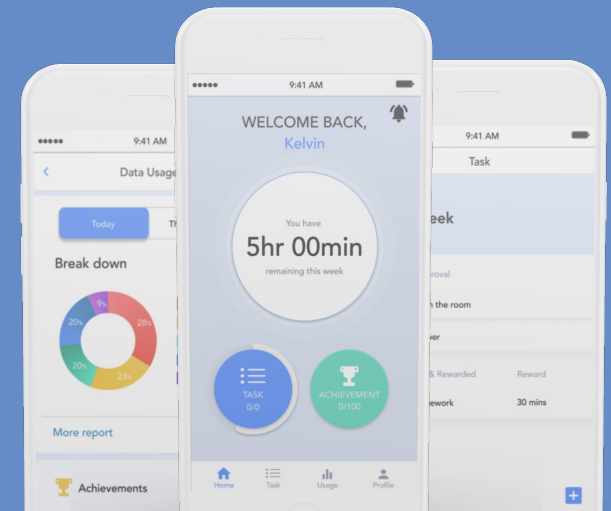 9:41 AM
Data Usage
Today
Th
Break down
9%
28%
20%
20%
23%
More report
Achievements
9:41 AM
WELCOME BACK,
Kelvin
You have
5hr 00min
remaining this week
TASK
0/0
ACHIEVEMENT
0/100
Home
Task
Usage
Profile
9:41 AM
Task
eek
roval
n the room
ver
& Rewarded
Reward
ework
30 mins